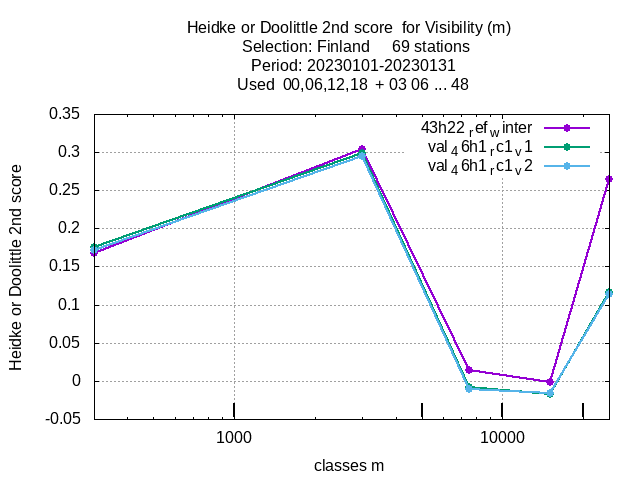 Heidke or Doolittle 2nd score  for Visibility (m)
Selection: Finland     69 stations
Period: 20230101-20230131
Used  00,06,12,18  + 03 06 ... 48
43h22_ref_winter
val_46h1_rc1_v1
val_46h1_rc1_v2
0.35
0.3
0.25
0.2
0.15
0.1
0.05
0
-0.05
Heidke or Doolittle 2nd score
1000
10000
classes m